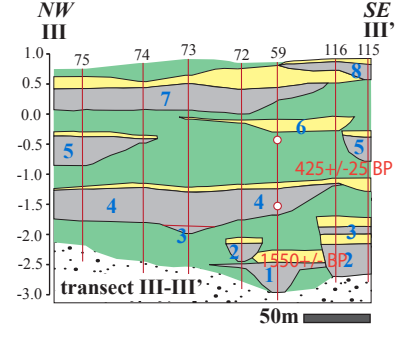 NW SE
III III'
75 74 73 72 59 116 115
1.0
0.5
0.0
-0.5
-1.0
-1.5
-2.0
-2.5
-3.0
8
7
6
5 5
425+/-25 BP
4 4
3 3
2 2
1550+/- BP
1
transect III-III'
50m